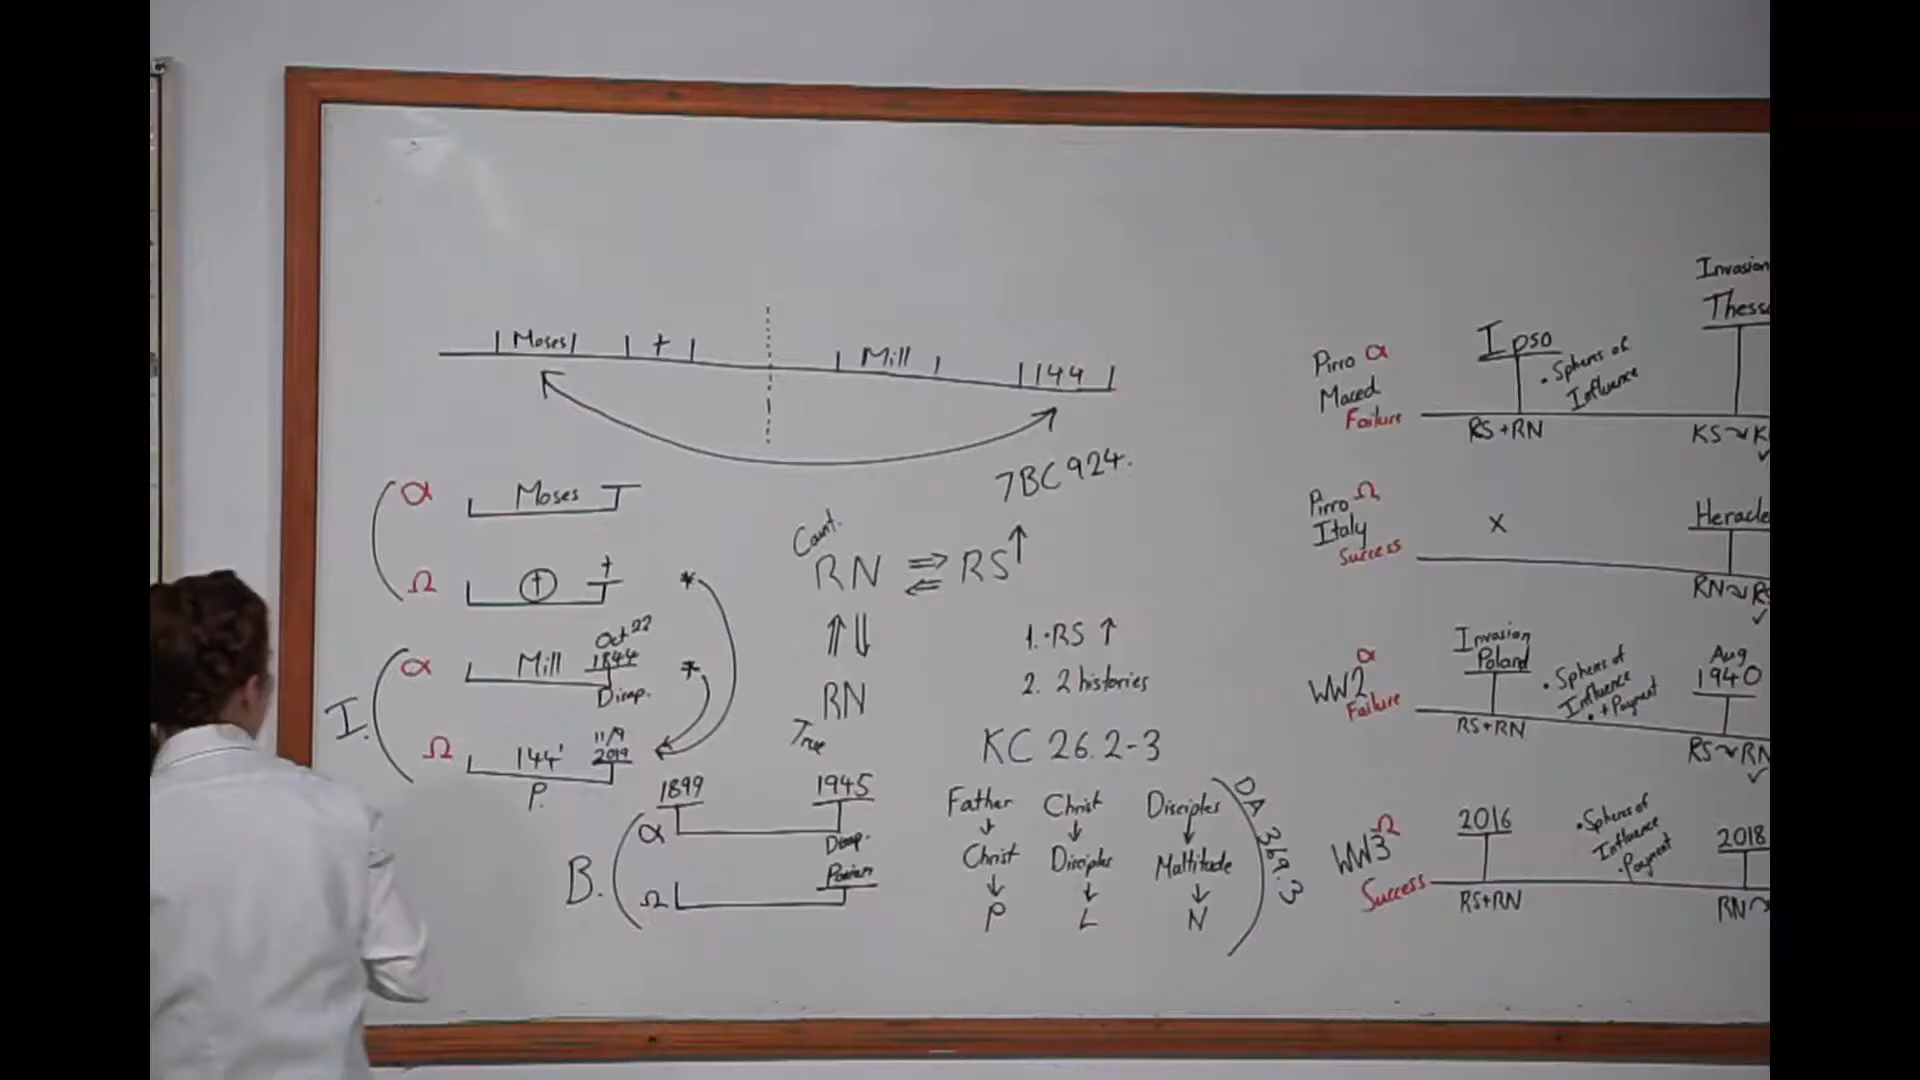 |Moses| | + | | Mill | |144|
7BC 924.
α Moses
Ω + +
*
I.
α Mill Oct 22 1844
Disap.
*
Ω 144' 11/9 2019
P.
Count.
RN ⇌ RS ↑
⇑⇓
RN
True
1. • RS ↑
2. 2 histories
KC 26.2-3
B.
1899 1945
α
Disap.
Ω
Father Christ Disciples
↓ ↓ ↓
Christ Disciples Multitude
↓ ↓ ↓
P L N
DA 369.3
Pirro α
Maced
Failure
Ipso
• Spheres of
Influence
RS + RN
Invasion
KS
✓
Pirro Ω
Italy
Success
x
RN
✓
WW2 α
Failure
Invasion
Poland
• Spheres of
Influence
• + Payment
RS + RN
Aug
1940
RS ~ RN
✓
WW3 Ω
Success
2016
• Spheres of
Influence
• Payment
RS+RN
2018
RN